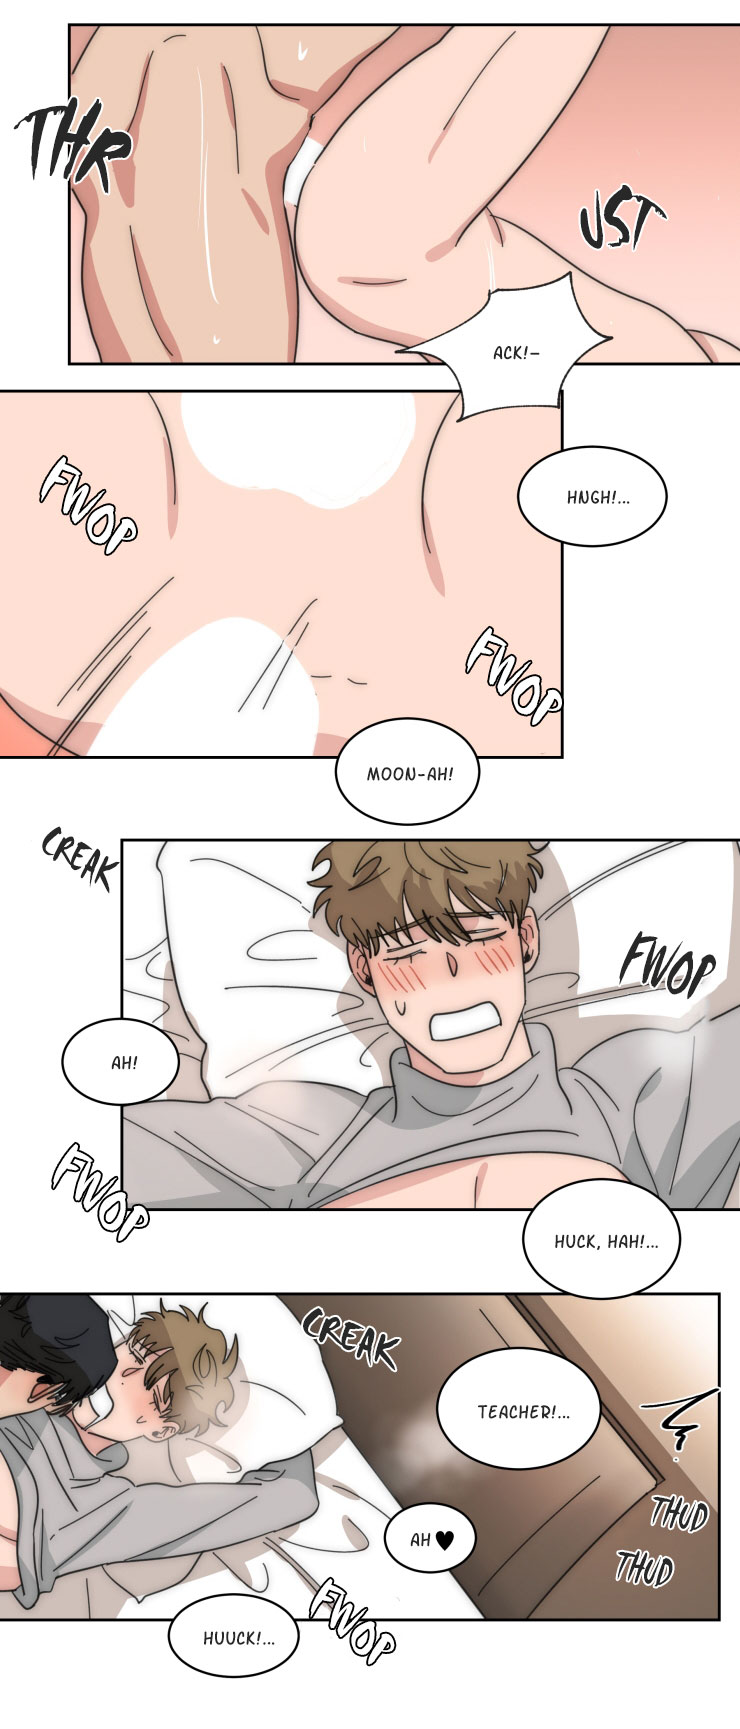 THR
UST
ACK!-
HNGH!...
FWOP
FWOP
MOON-AH!
CREAK
FWOP
AH!
FWOP
HUCK, HAH!...
CREAK
TEACHER!...
THUD
THUD
AH ♥
FWOP
HUUCK!...